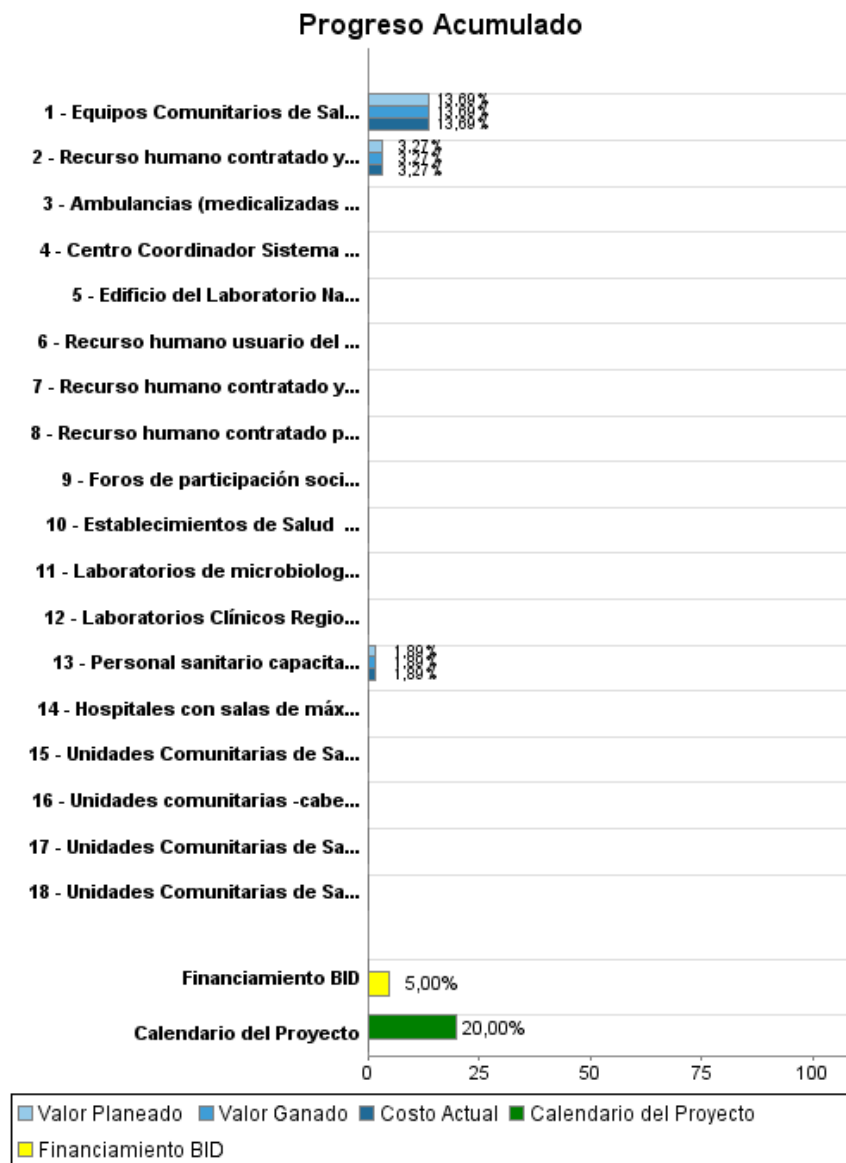 Progreso Acumulado
1 - Equipos Comunitarios de Sal...
13,69%
13,69%
13,69%
2 - Recurso humano contratado y...
3,27%
3,27%
3,27%
3 - Ambulancias (medicalizadas ...
4 - Centro Coordinador Sistema ...
5 - Edificio del Laboratorio Na...
6 - Recurso humano usuario del ...
7 - Recurso humano contratado y...
8 - Recurso humano contratado p...
9 - Foros de participación soci...
10 - Establecimientos de Salud ...
11 - Laboratorios de microbiolog...
12 - Laboratorios Clínicos Regio...
13 - Personal sanitario capacita...
1,89%
1,89%
1,89%
14 - Hospitales con salas de máx...
15 - Unidades Comunitarias de Sa...
16 - Unidades comunitarias -cabe...
17 - Unidades Comunitarias de Sa...
18 - Unidades Comunitarias de Sa...
Financiamiento BID 5,00%
Calendario del Proyecto 20,00%
0 25 50 75 100
Valor Planeado Valor Ganado Costo Actual Calendario del Proyecto
Financiamiento BID